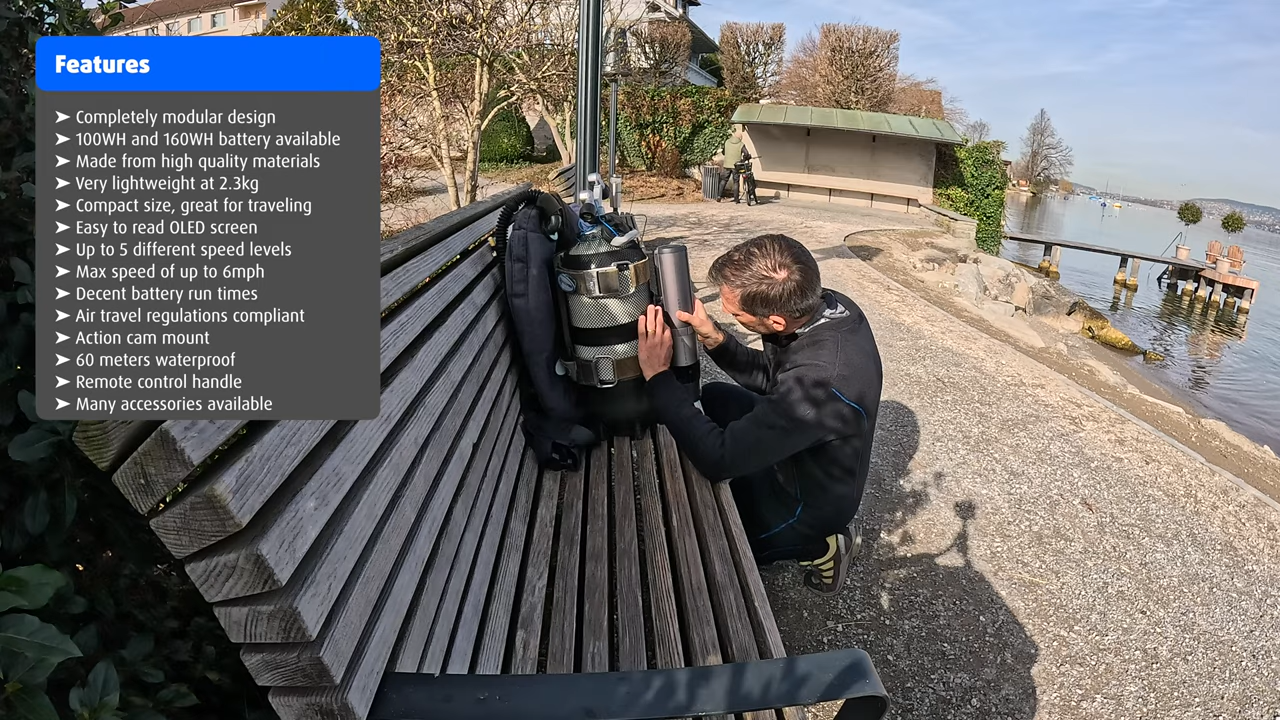 Features
➤ Completely modular design
➤ 100WH and 160WH battery available
➤ Made from high quality materials
➤ Very lightweight at 2.3kg
➤ Compact size, great for traveling
➤ Easy to read OLED screen
➤ Up to 5 different speed levels
➤ Max speed of up to 6mph
➤ Decent battery run times
➤ Air travel regulations compliant
➤ Action cam mount
➤ 60 meters waterproof
➤ Remote control handle
➤ Many accessories available